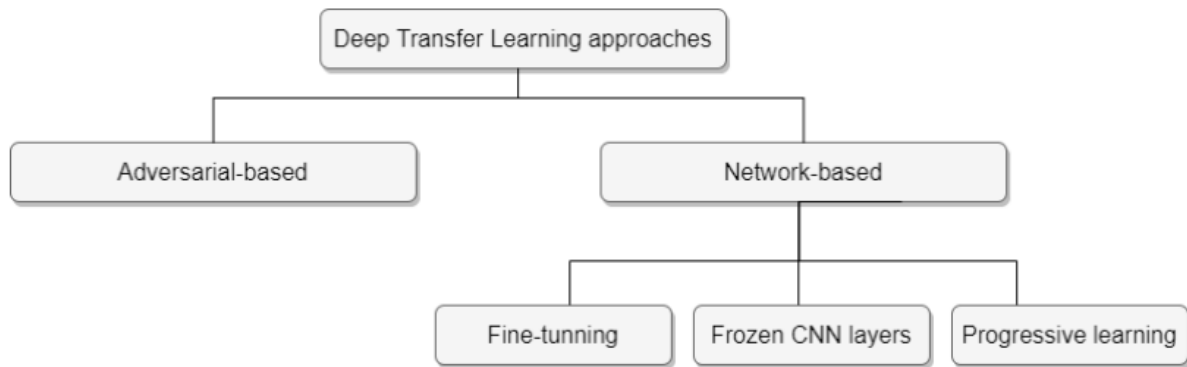 Deep Transfer Learning approaches
Adversarial-based
Network-based
Fine-tunning
Frozen CNN layers
Progressive learning